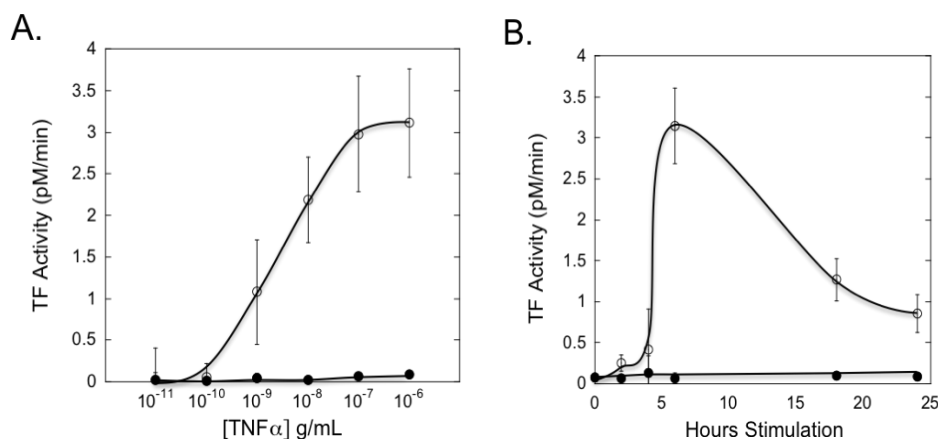 A.
TF Activity (pM/min)
4
3.5
3
2.5
2
1.5
1
0.5
0
10⁻¹¹ 10⁻¹⁰ 10⁻⁹ 10⁻⁸ 10⁻⁷ 10⁻⁶
[TNFα] g/mL
B.
TF Activity (pM/min)
4
3.5
3
2.5
2
1.5
1
0.5
0
0 5 10 15 20 25
Hours Stimulation